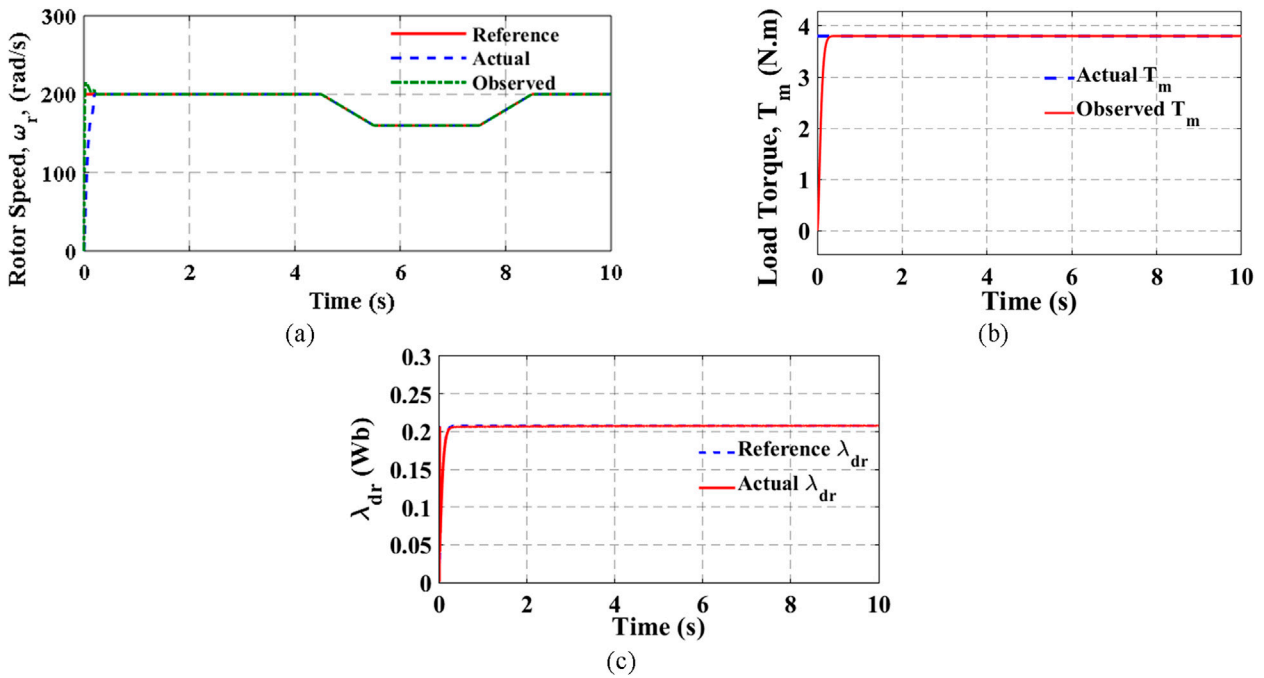 300
200
100
0
Rotor Speed, ω_r, (rad/s)
Reference
Actual
Observed
0 2 4 6 8 10
Time (s)
(a)
4
3
2
1
0
Load Torque, T_m (N.m)
Actual T_m
Observed T_m
0 2 4 6 8 10
Time (s)
(b)
0.3
0.25
0.2
0.15
0.1
0.05
0
λ_dr (Wb)
Reference λ_dr
Actual λ_dr
0 2 4 6 8 10
Time (s)
(c)